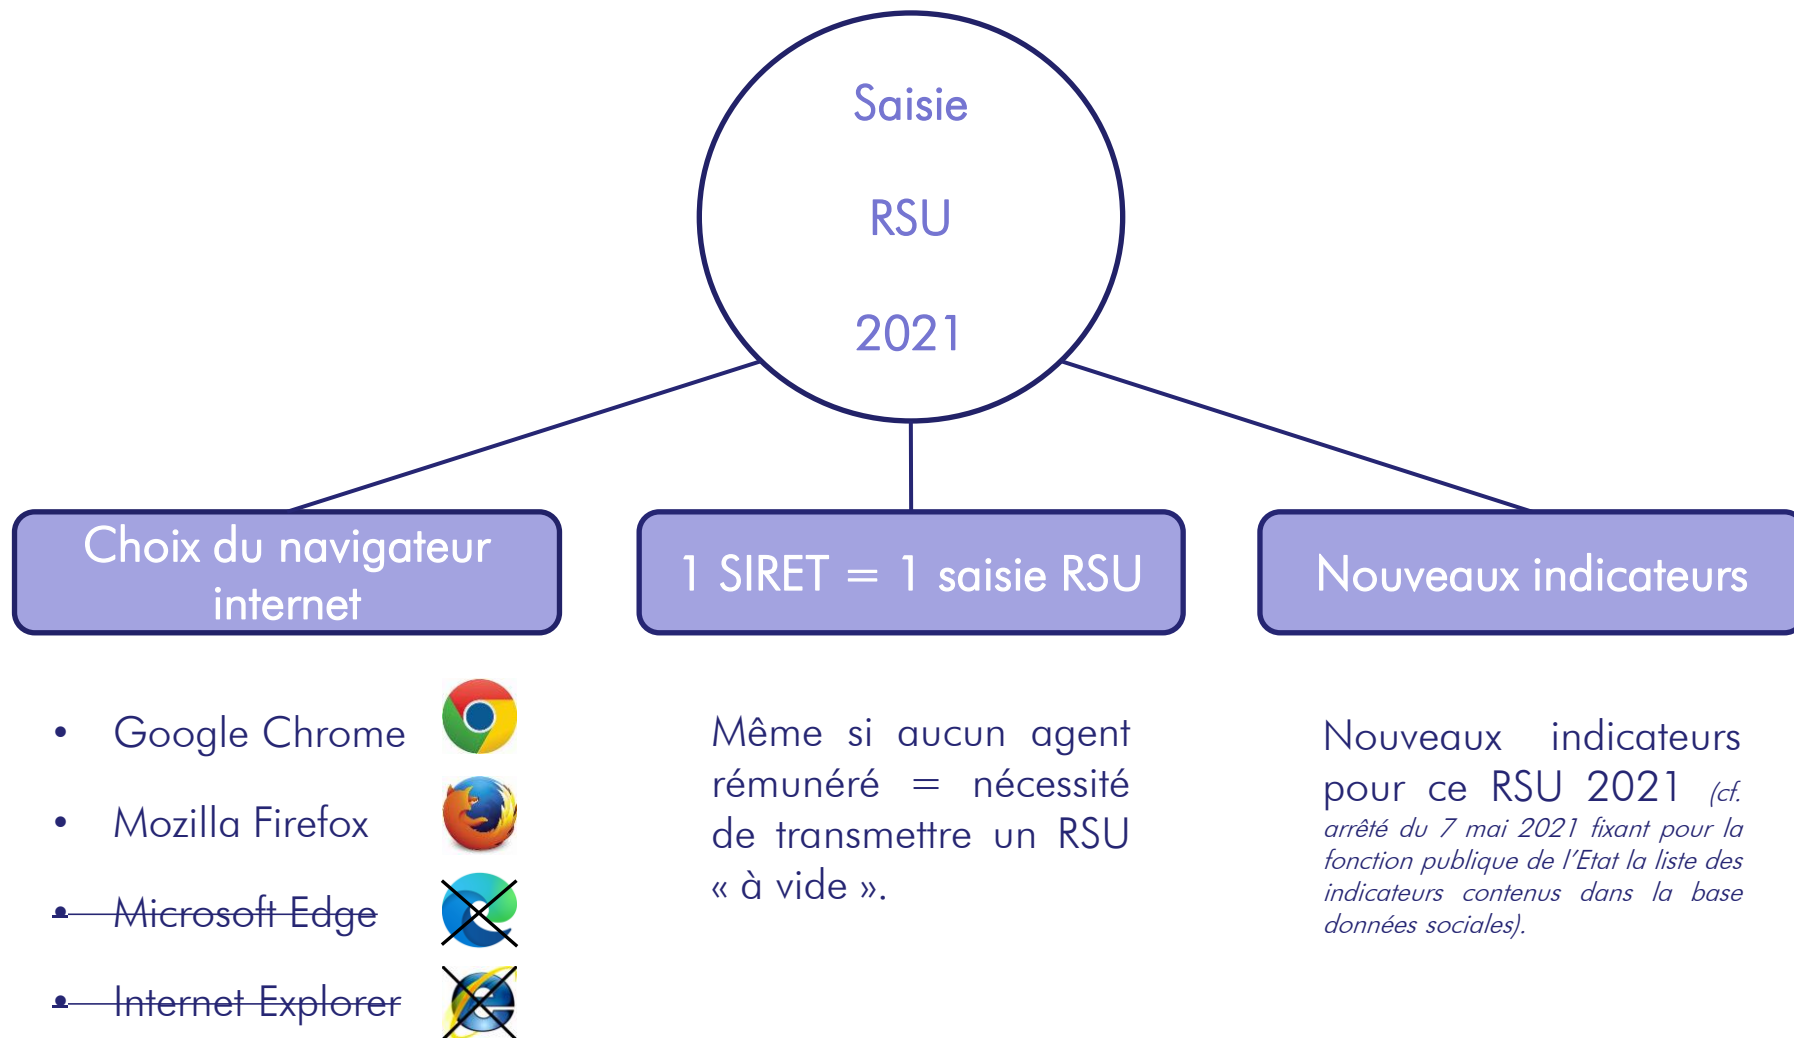 Saisie
RSU
2021
Choix du navigateur
internet
1 SIRET = 1 saisie RSU
Nouveaux indicateurs
• Google Chrome
• Mozilla Firefox
• Microsoft Edge
• Internet Explorer
Même si aucun agent
rémunéré = nécessité
de transmettre un RSU
« à vide ».
Nouveaux indicateurs
pour ce RSU 2021 (cf.
arrêté du 7 mai 2021 fixant pour la
fonction publique de l’Etat la liste des
indicateurs contenus dans la base
données sociales).